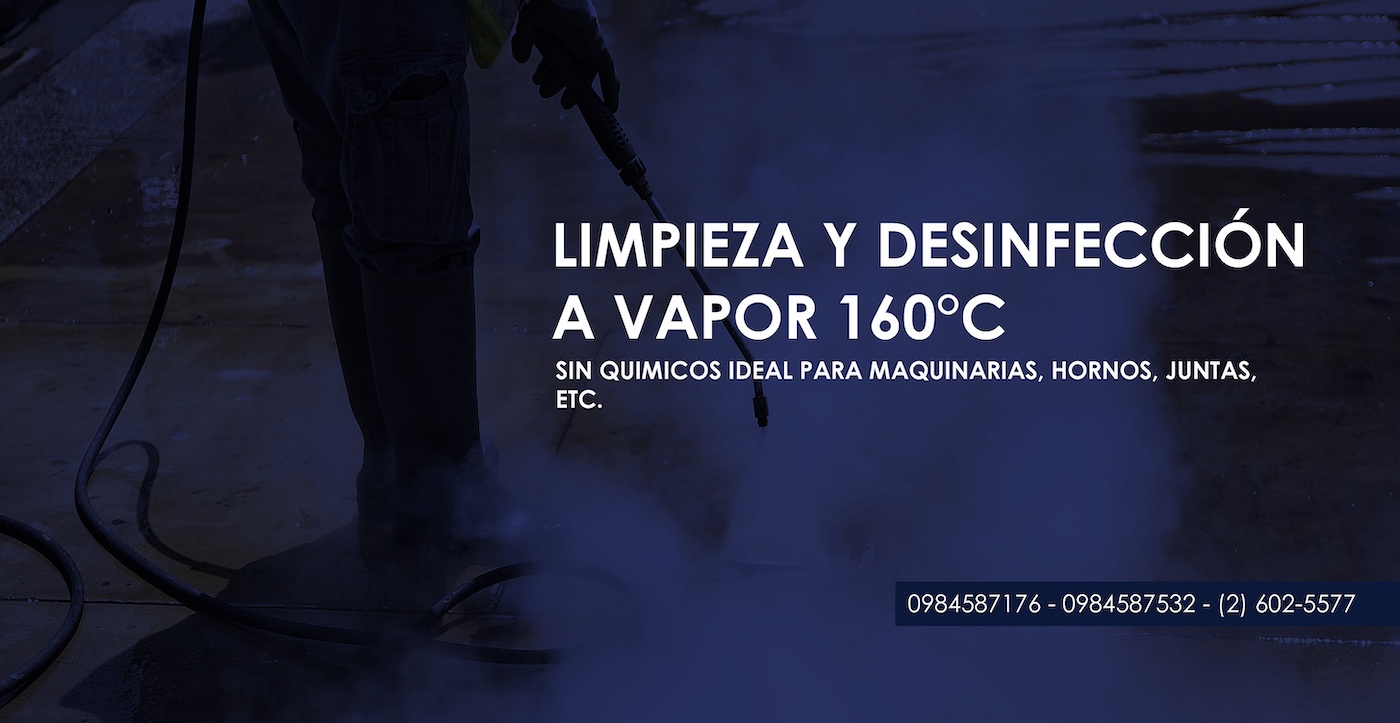 LIMPIEZA Y DESINFECCIÓN
A VAPOR 160°C
SIN QUIMICOS IDEAL PARA MAQUINARIAS, HORNOS, JUNTAS,
ETC.
0984587176 - 0984587532 - (2) 602-5577